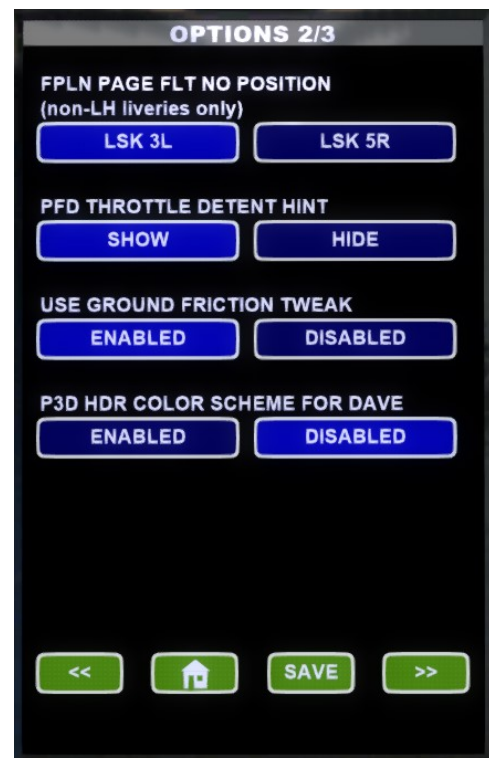 OPTIONS 2/3
FPLN PAGE FLT NO POSITION
(non-LH liveries only)
LSK 3L LSK 5R
PFD THROTTLE DETENT HINT
SHOW HIDE
USE GROUND FRICTION TWEAK
ENABLED DISABLED
P3D HDR COLOR SCHEME FOR DAVE
ENABLED DISABLED
<< SAVE >>